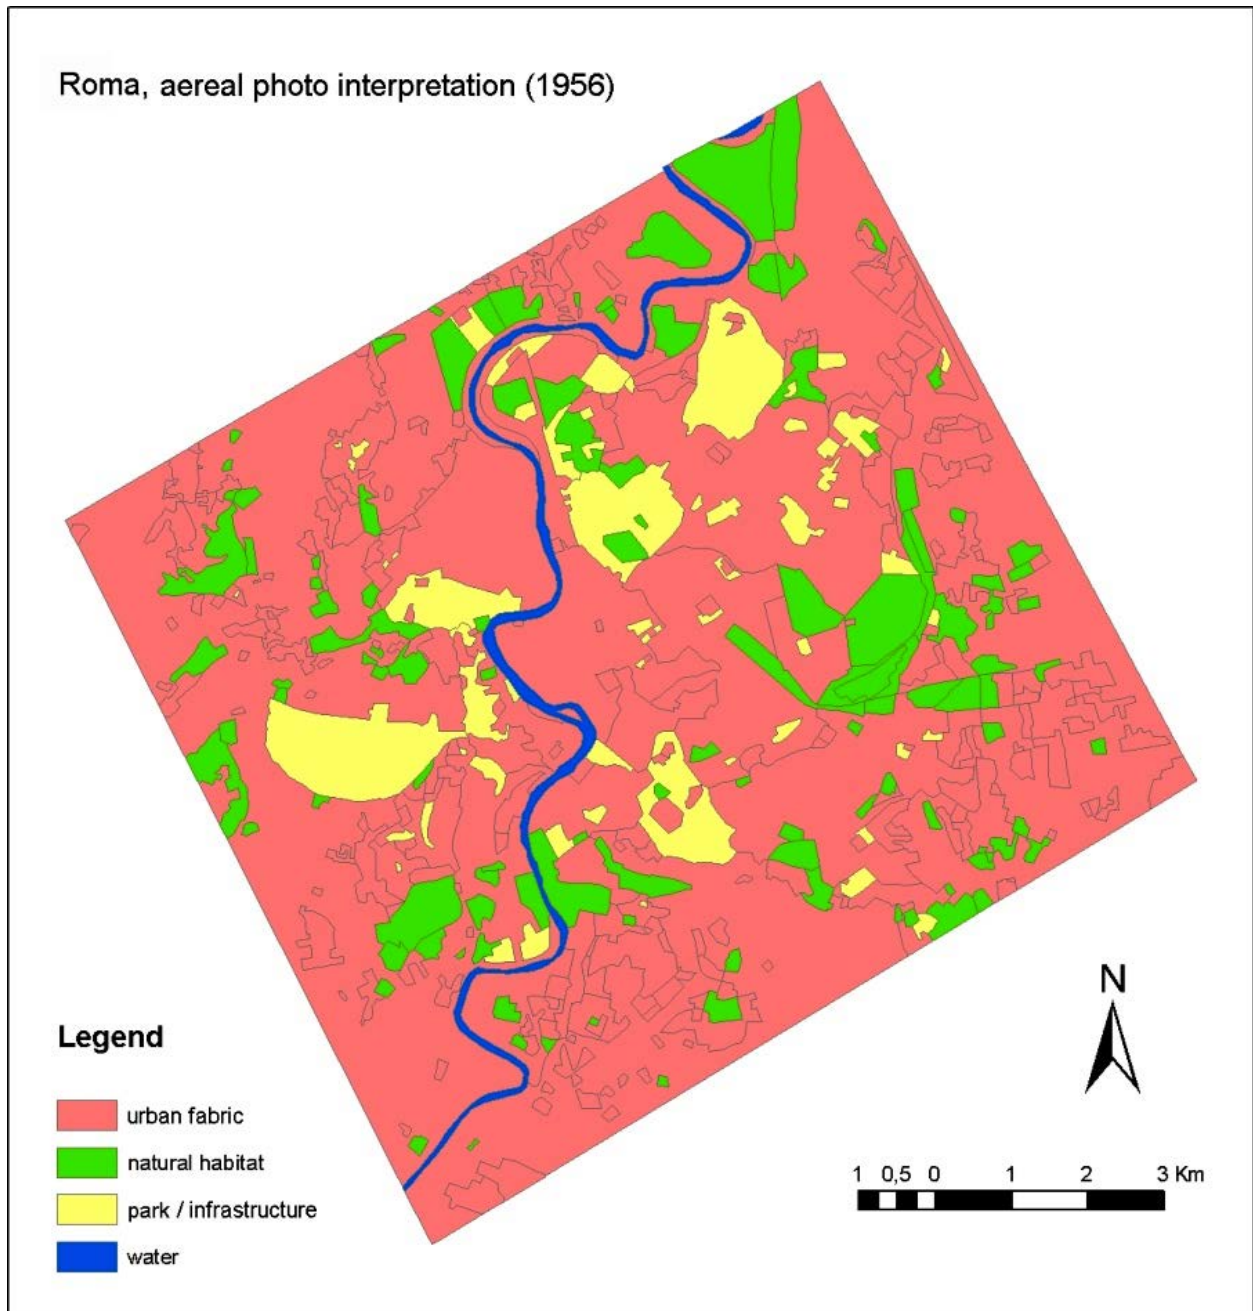 Roma, aereal photo interpretation (1956)
N
Legend
urban fabric
natural habitat
park / infrastructure
water
1 0,5 0 1 2 3 Km